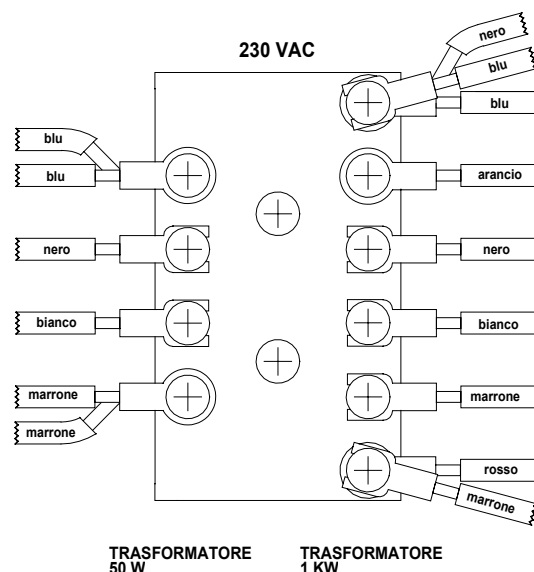 230 VAC
nero
blu
blu
blu
blu
arancio
nero
nero
bianco
bianco
marrone
marrone
marrone
rosso
marrone
TRASFORMATORE
50 W
TRASFORMATORE
1 KW